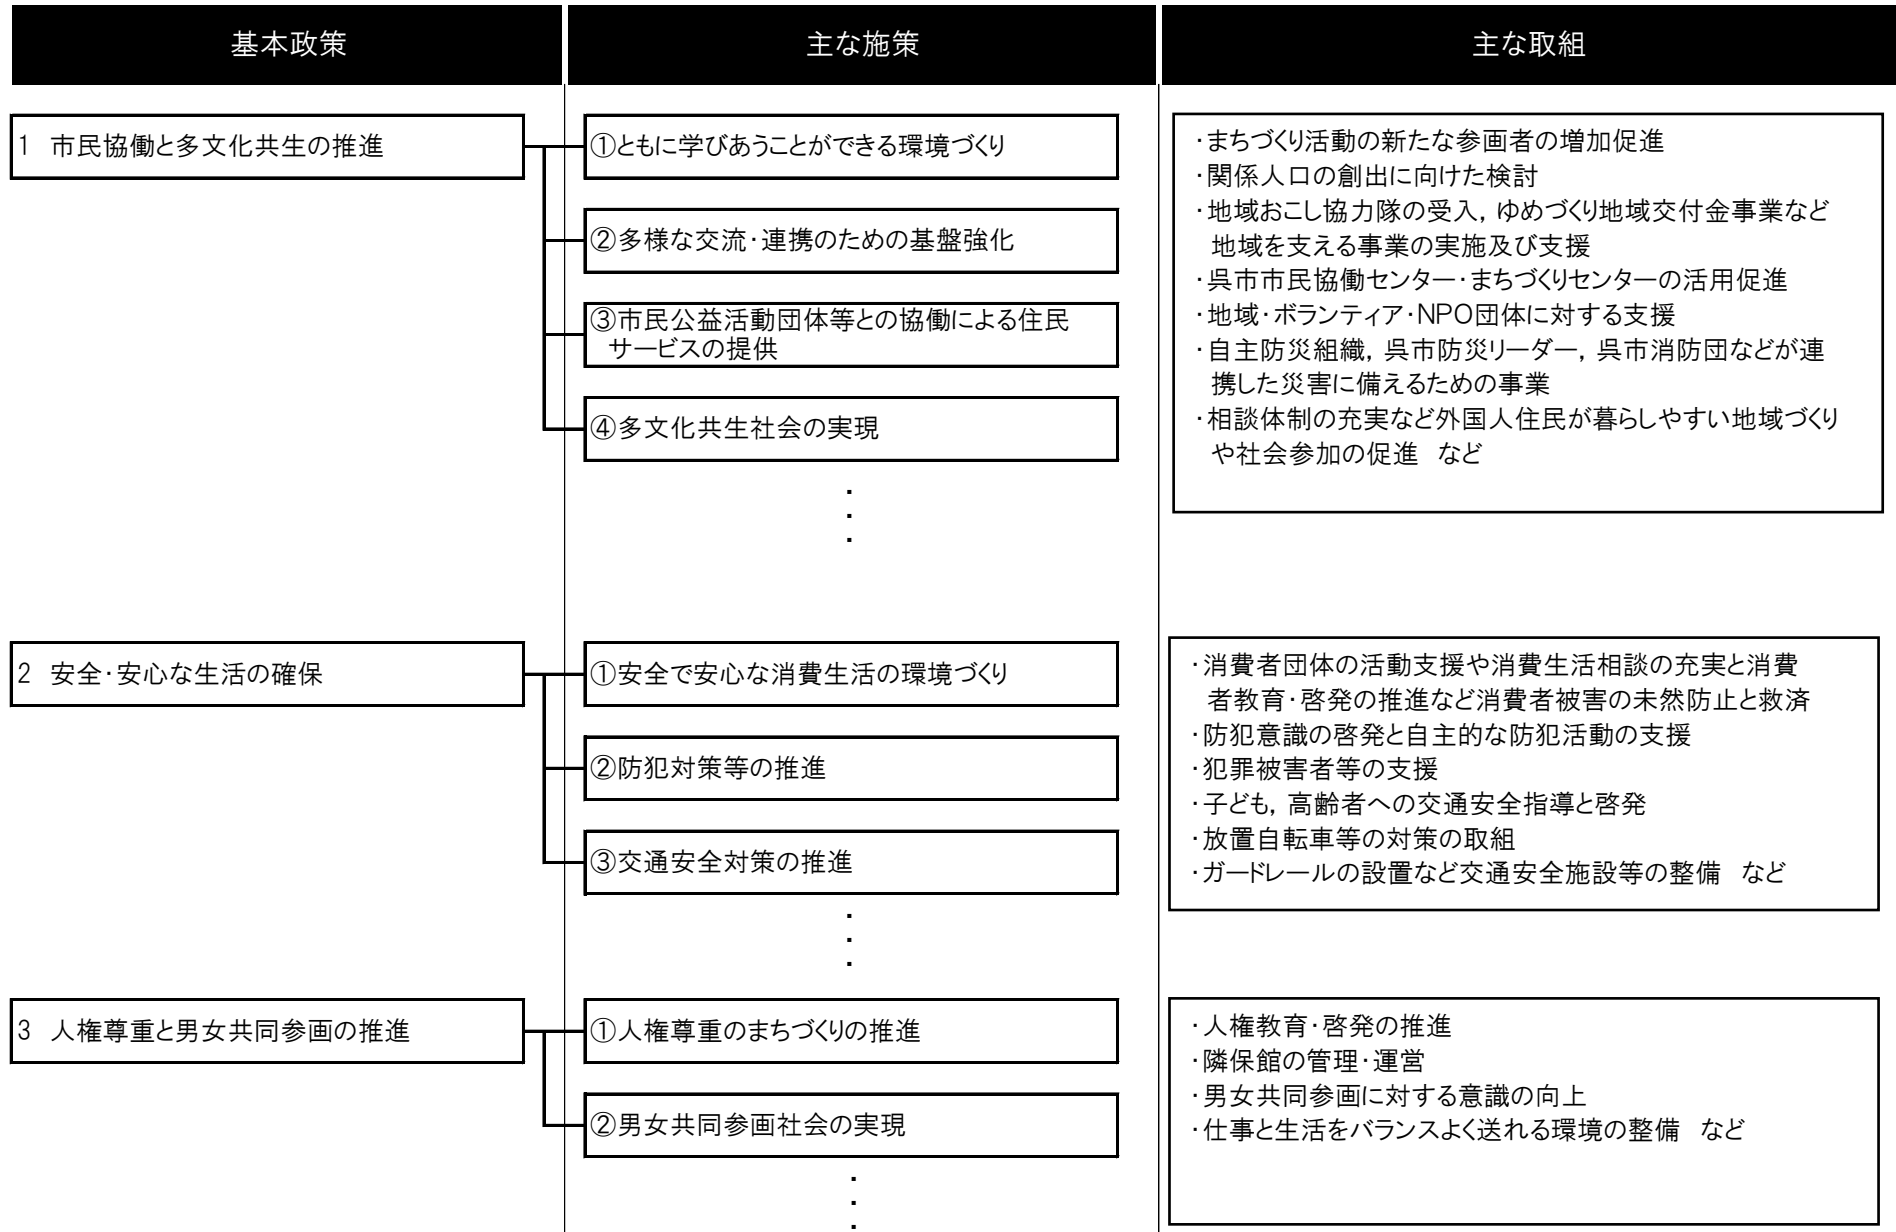 基本政策
主な施策
主な取組
1 市民協働と多文化共生の推進
①ともに学びあうことができる環境づくり
②多様な交流・連携のための基盤強化
③市民公益活動団体等との協働による住民
サービスの提供
④多文化共生社会の実現
・まちづくり活動の新たな参画者の増加促進
・関係人口の創出に向けた検討
・地域おこし協力隊の受入，ゆめづくり地域交付金事業など
地域を支える事業の実施及び支援
・呉市市民協働センター・まちづくりセンターの活用促進
・地域・ボランティア・NPO団体に対する支援
・自主防災組織，呉市防災リーダー，呉市消防団などが連
携した災害に備えるための事業
・相談体制の充実など外国人住民が暮らしやすい地域づくり
や社会参加の促進 など
2 安全・安心な生活の確保
①安全で安心な消費生活の環境づくり
②防犯対策等の推進
③交通安全対策の推進
・消費者団体の活動支援や消費生活相談の充実と消費
者教育・啓発の推進など消費者被害の未然防止と救済
・防犯意識の啓発と自主的な防犯活動の支援
・犯罪被害者等の支援
・子ども，高齢者への交通安全指導と啓発
・放置自転車等の対策の取組
・ガードレールの設置など交通安全施設等の整備 など
3 人権尊重と男女共同参画の推進
①人権尊重のまちづくりの推進
②男女共同参画社会の実現
・人権教育・啓発の推進
・隣保館の管理・運営
・男女共同参画に対する意識の向上
・仕事と生活をバランスよく送れる環境の整備 など